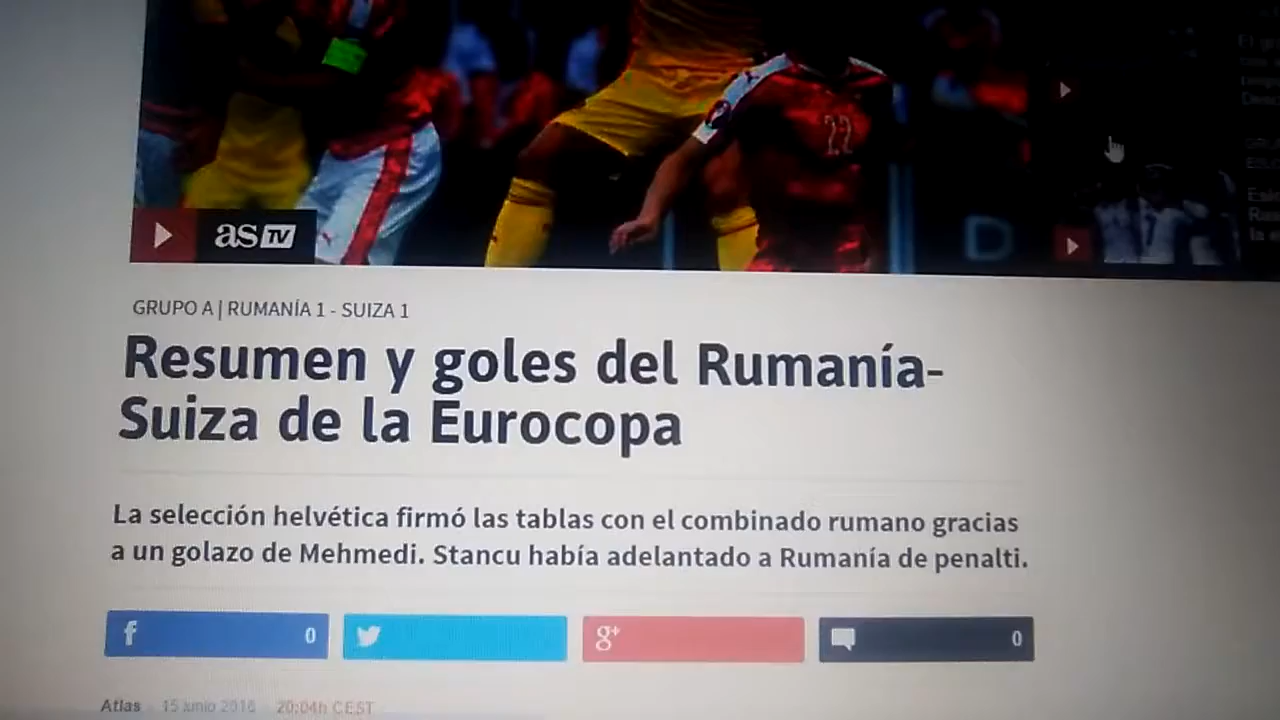 22
as TV
GRUPO A | RUMANÍA 1 - SUIZA 1
Resumen y goles del Rumanía-
Suiza de la Eurocopa
La selección helvética firmó las tablas con el combinado rumano gracias
a un golazo de Mehmedi. Stancu había adelantado a Rumanía de penalti.
f 0
g+
0
Atlas 15 junio 2016 20:04h CEST